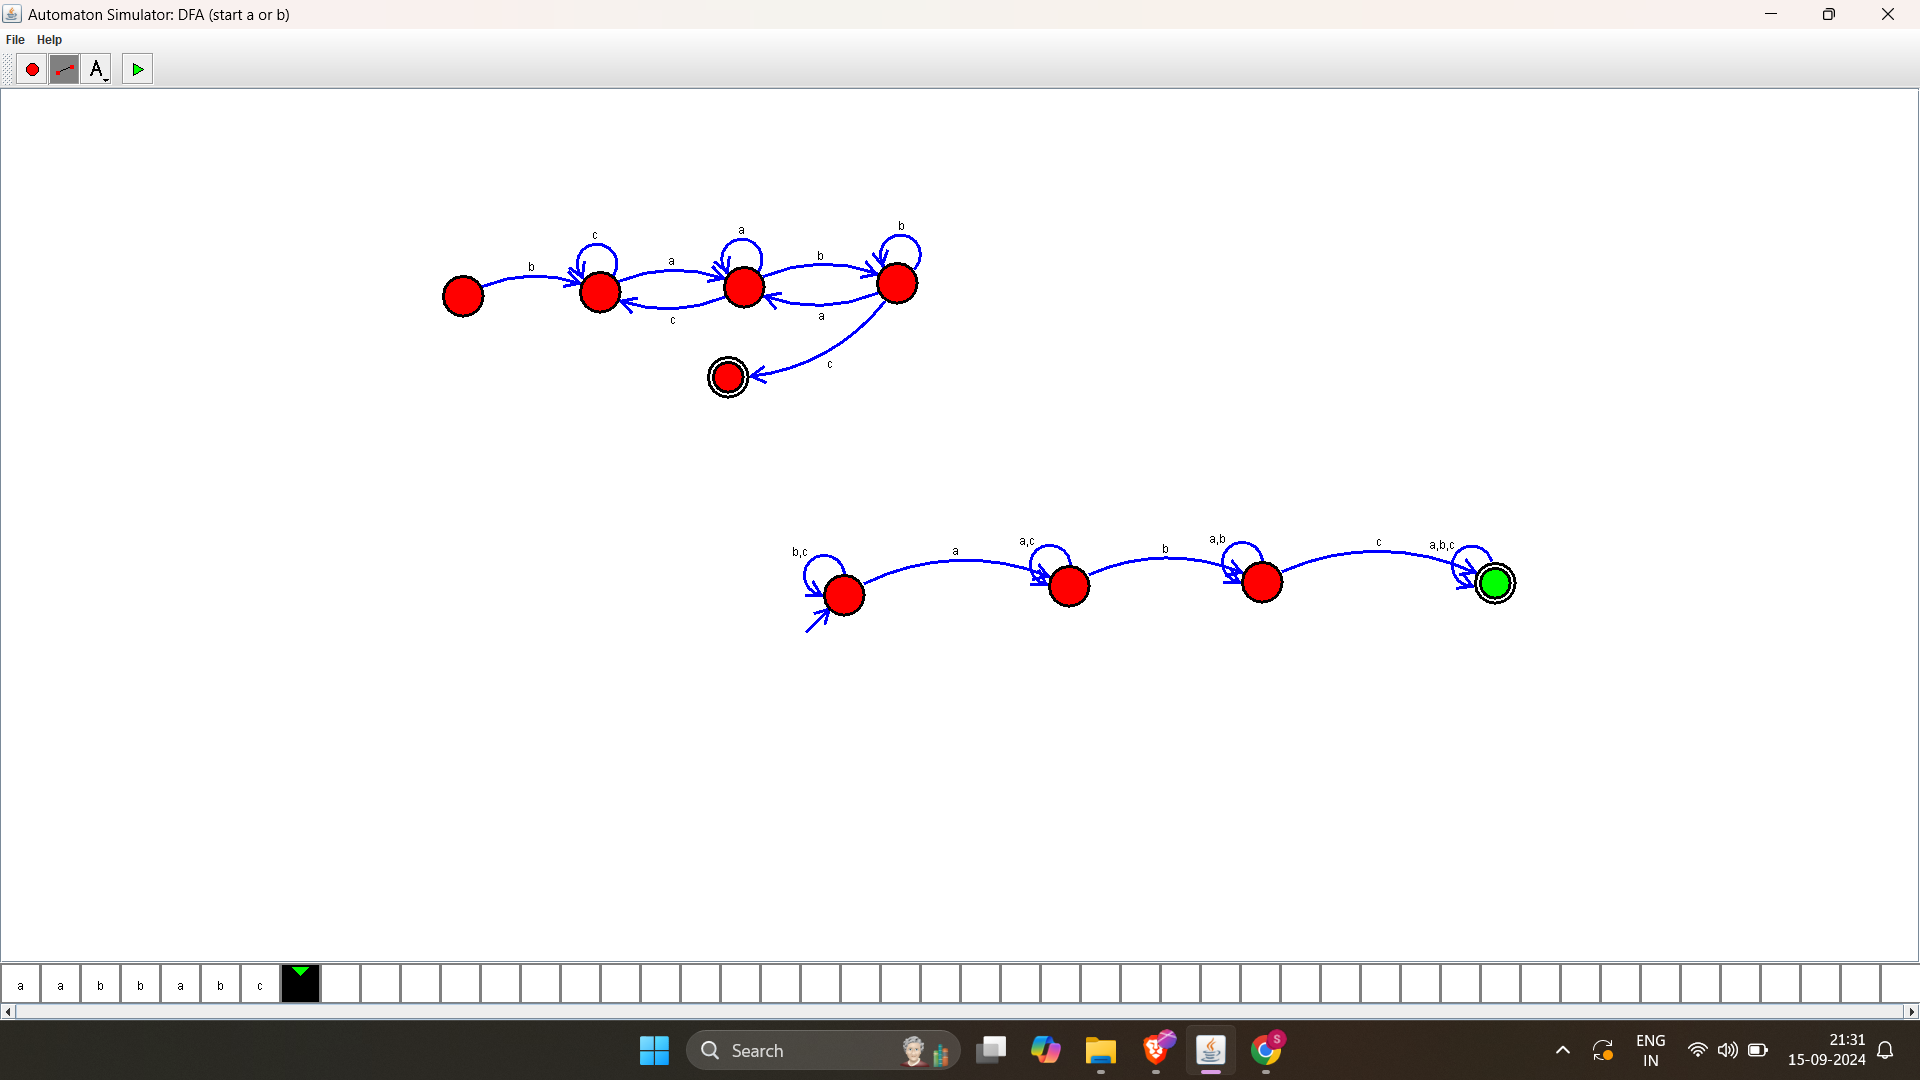 Automaton Simulator: DFA (start a or b)
File Help
A
b
c
a
c
a
b
a
b
c
b,c
a
a,c
b
a,b
c
a,b,c
a a b b a b c
Search
S
ENG
IN
21:31
15-09-2024